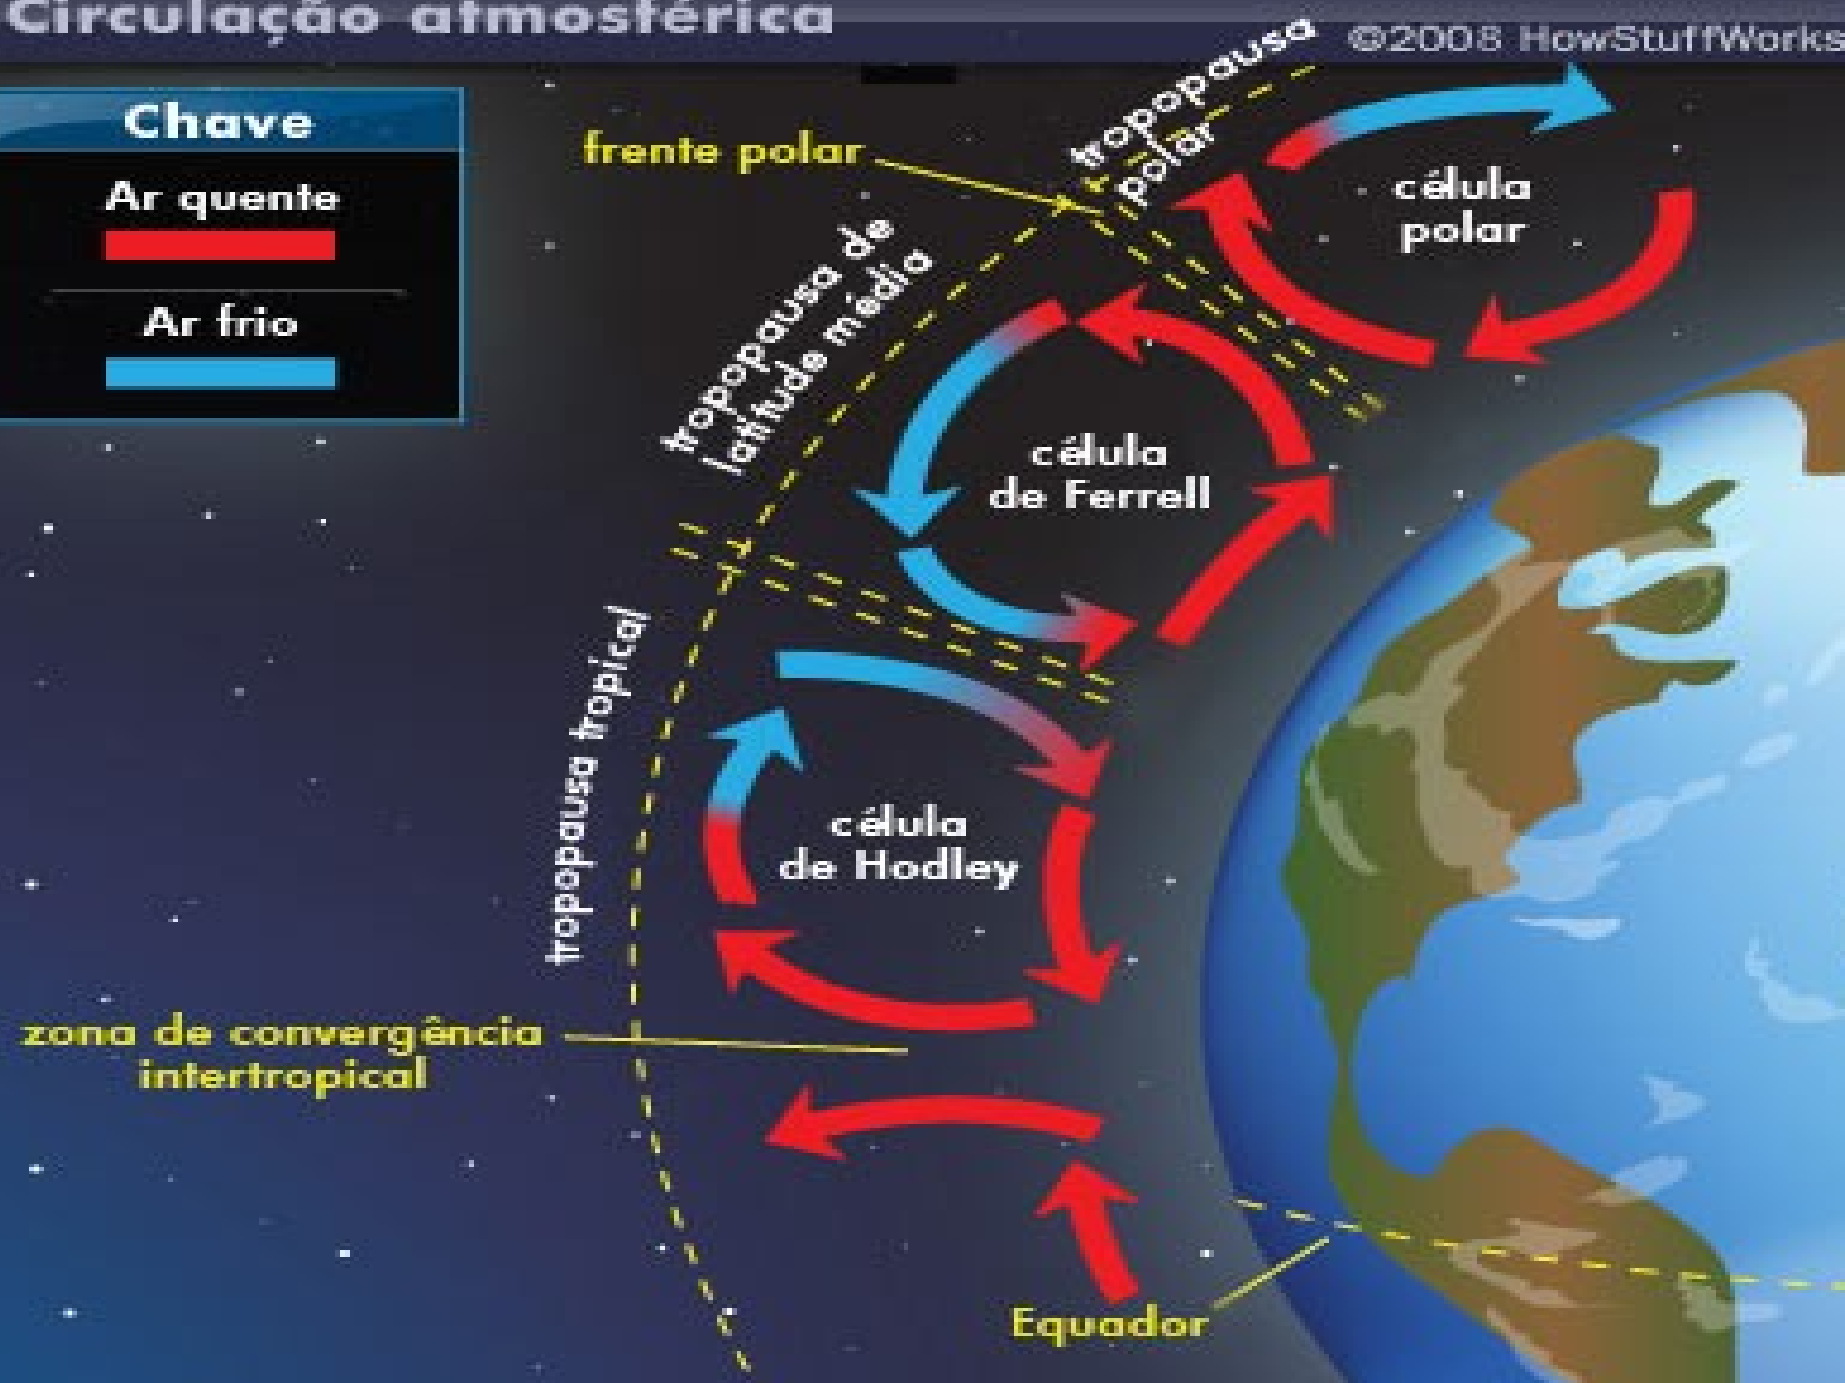 Circulação atmosférica
©2008 HowStuffWorks
Chave
Ar quente
Ar frio
frente polar
tropopausa
polar
célula
polar
tropopausa de
latitude média
célula
de Ferrell
tropopausa tropical
célula
de Hodley
zona de convergência
intertropical
Equador